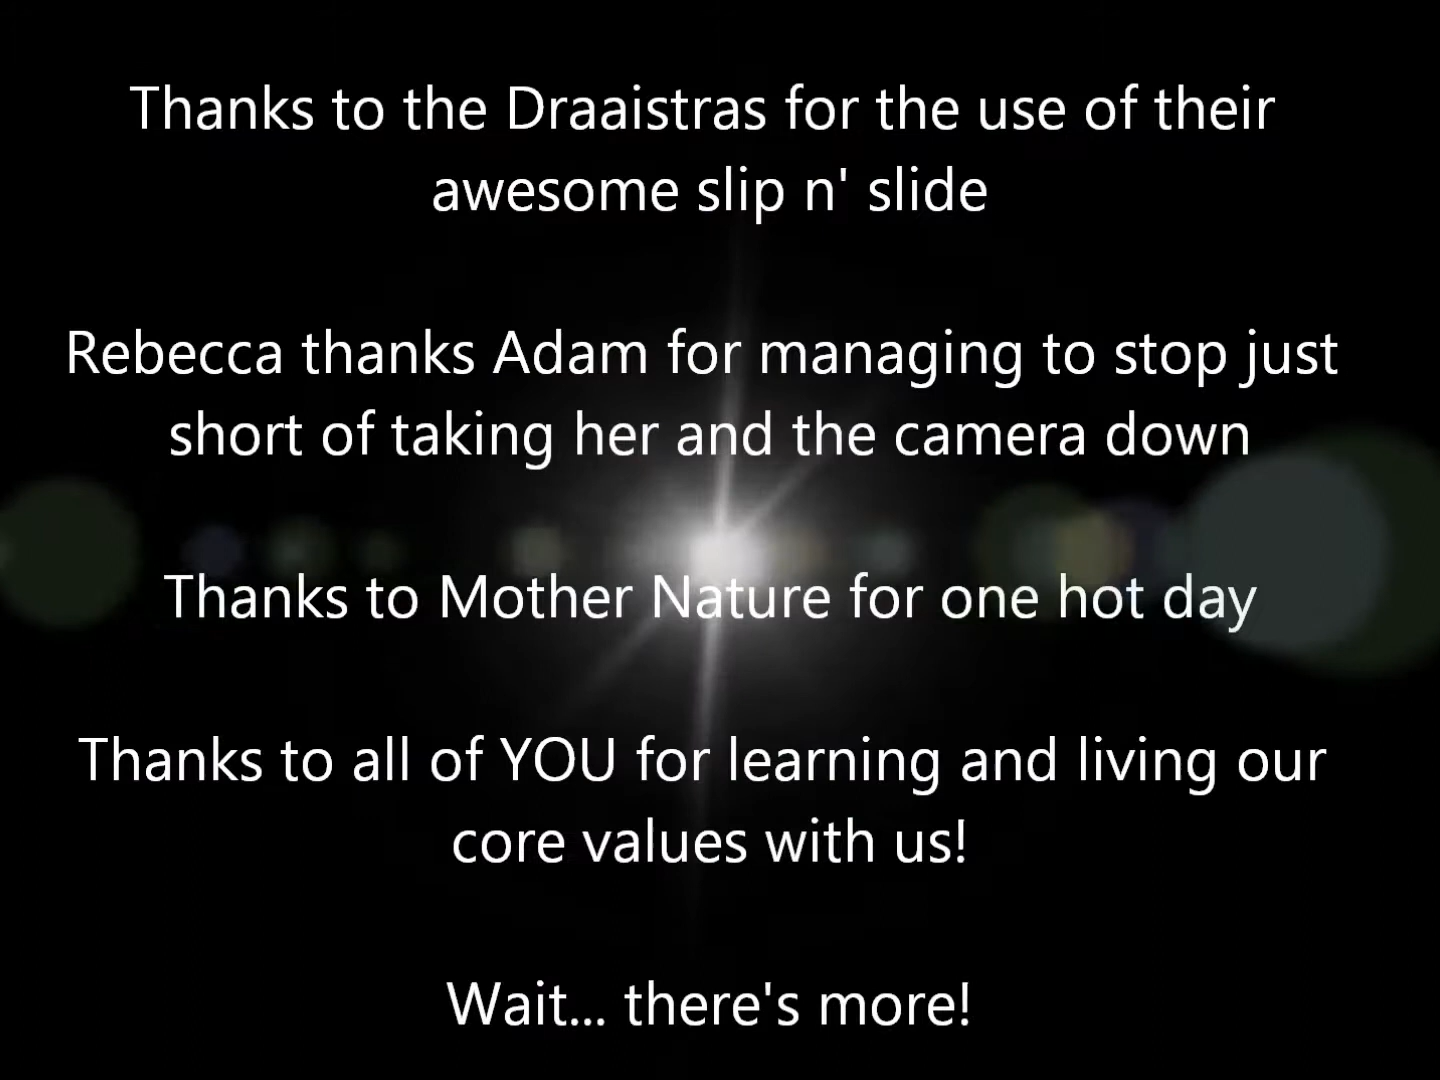 Thanks to the Draaistras for the use of their
awesome slip n' slide
Rebecca thanks Adam for managing to stop just
short of taking her and the camera down
Thanks to Mother Nature for one hot day
Thanks to all of YOU for learning and living our
core values with us!
Wait... there's more!